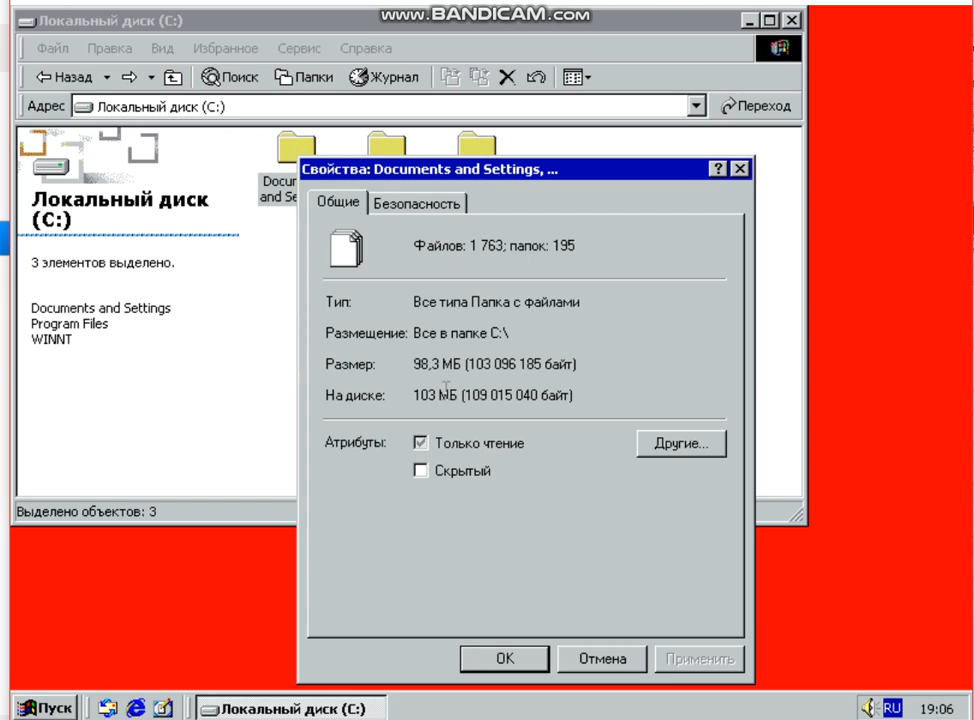 www.BANDICAM.com
Локальный диск (C:)
Файл Правка Вид Избранное Сервис Справка
Назад Поиск Папки Журнал
Адрес Локальный диск (C:) Переход
Локальный диск
(C:)
3 элементов выделено.
Documents and Settings
Program Files
WINNT
Свойства: Documents and Settings, ...
Общие Безопасность
Файлов: 1 763; папок: 195
Тип: Все типа Папка с файлами
Размещение: Все в папке C:\
Размер: 98,3 МБ (103 096 185 байт)
На диске: 103 МБ (109 015 040 байт)
Атрибуты: Только чтение Другие...
Скрытый
OK Отмена Применить
Выделено объектов: 3
Пуск Локальный диск (C:) RU 19:06